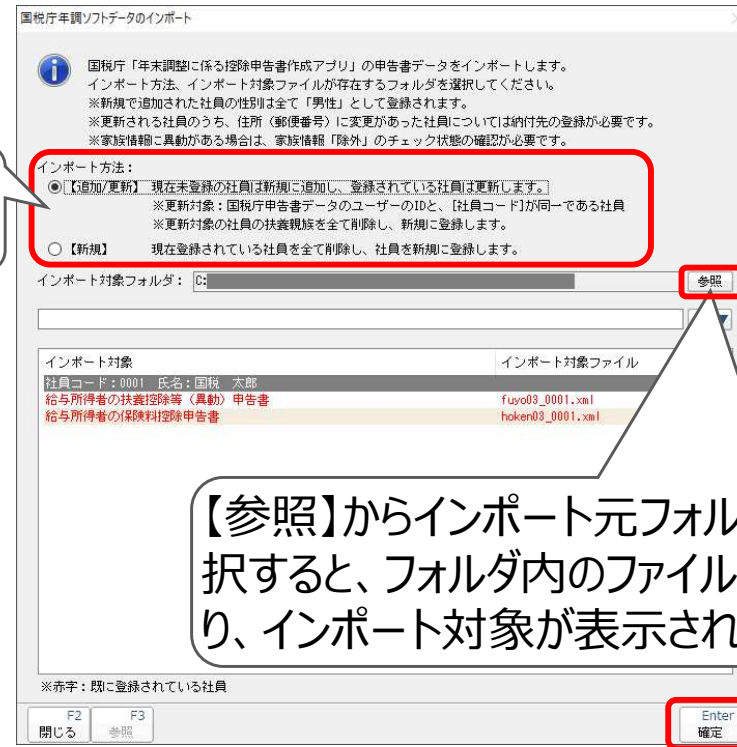 国税庁年調ソフトデータのインポート
国税庁「年末調整に係る控除申告書作成アプリ」の申告書データをインポートします。
インポート方法、インポート対象ファイルが存在するフォルダを選択してください。
※新規で追加された社員の性別は全て「男性」として登録されます。
※更新される社員のうち、住所（郵便番号）に変更があった社員については納付先の登録が必要です。
※家族情報に異動がある場合は、家族情報「除外」のチェック状態の確認が必要です。
インポート方法：
【追加/更新】 現在未登録の社員は新規に追加し、登録されている社員は更新します。
※更新対象：国税庁申告書データのユーザーのIDと、[社員コード]が同一である社員
※更新対象の社員の扶養親族を全て削除し、新規に登録します。
【新規】 現在登録されている社員を全て削除し、社員を新規に登録します。
インポート対象フォルダ： C:
参照
インポート対象 インポート対象ファイル
社員コード：0001 氏名：国税 太郎
給与所得者の扶養控除等（異動）申告書 fuyo03_0001.xml
給与所得者の保険料控除申告書 hoken03_0001.xml
【参照】からインポート元フォル
択すると、フォルダ内のファイル
り、インポート対象が表示され
※赤字：既に登録されている社員
F2 F3 Enter
閉じる 参照 確定